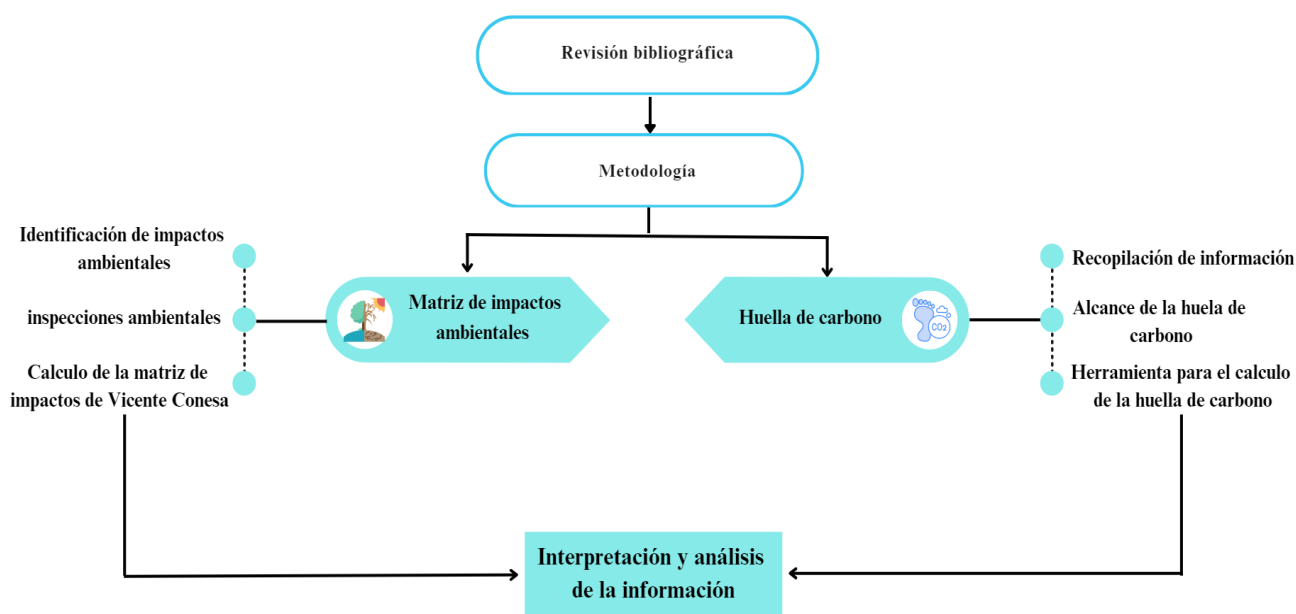 Revisión bibliográfica
Metodología
Identificación de impactos
ambientales
inspecciones ambientales
Calculo de la matriz de
impactos de Vicente Conesa
Matriz de impactos
ambientales
Huella de carbono
CO2
Recopilación de información
Alcance de la huela de
carbono
Herramienta para el calculo
de la huella de carbono
Interpretación y análisis
de la información